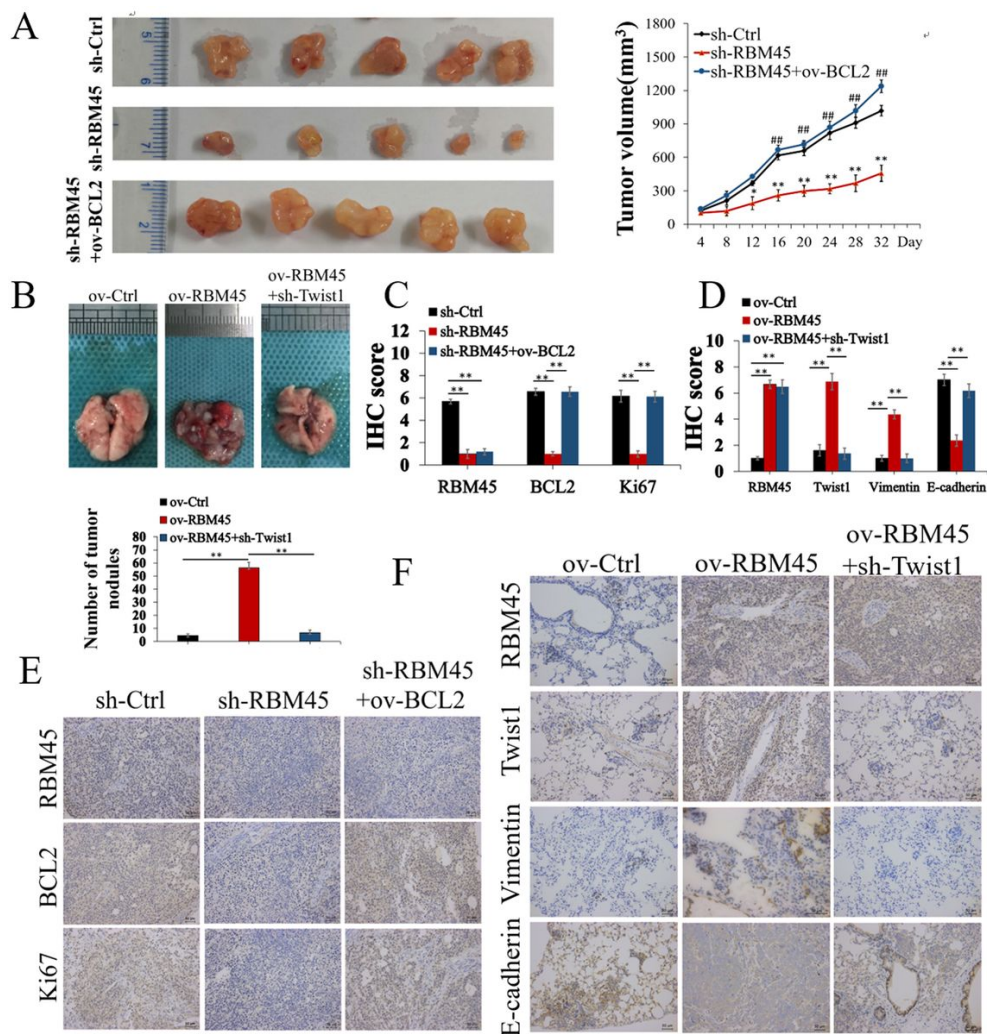 A
sh-Ctrl
sh-RBM45
sh-RBM45
+ov-BCL2
5
6
7
1
2
Tumor volume(mm³)
1800
1500
1200
900
600
300
0
sh-Ctrl
sh-RBM45
sh-RBM45+ov-BCL2
##
##
##
##
##
*
**
**
**
**
**
4 8 12 16 20 24 28 32 Day
B
ov-Ctrl
ov-RBM45
ov-RBM45
+sh-Twist1
ov-Ctrl
ov-RBM45
ov-RBM45+sh-Twist1
Number of tumor
nodules
80
70
60
50
40
30
20
10
0
**
**
C
sh-Ctrl
sh-RBM45
sh-RBM45+ov-BCL2
IHC score
12
10
8
6
4
2
0
**
**
**
**
**
**
RBM45 BCL2 Ki67
D
ov-Ctrl
ov-RBM45
ov-RBM45+sh-Twist1
IHC score
10
8
6
4
2
0
**
**
**
**
**
**
**
**
RBM45 Twist1 Vimentin E-cadherin
E
sh-Ctrl
sh-RBM45
sh-RBM45
+ov-BCL2
RBM45
BCL2
Ki67
F
ov-Ctrl
ov-RBM45
ov-RBM45
+sh-Twist1
RBM45
Twist1
Vimentin
E-cadherin